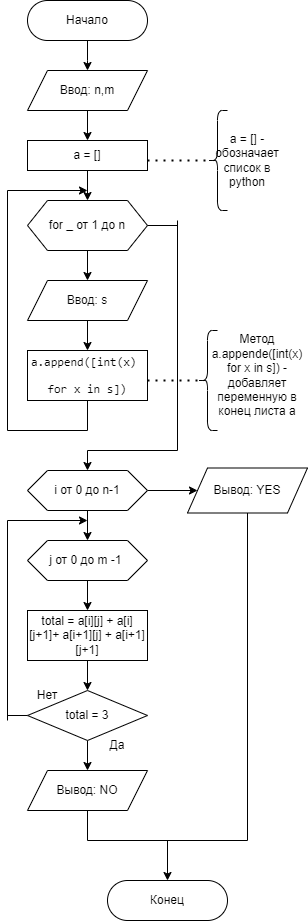 Начало
Ввод: n,m
a = []
a = [] -
обозначает
список в
python
for _ от 1 до n
Ввод: s
a.append([int(x)
for x in s])
Метод
a.appende([int(x)
for x in s]) -
добавляет
переменную в
конец листа a
i от 0 до n-1
Вывод: YES
j от 0 до m -1
total = a[i][j] + a[i]
[j+1]+ a[i+1][j] + a[i+1]
[j+1]
Нет
total = 3
Да
Вывод: NO
Конец